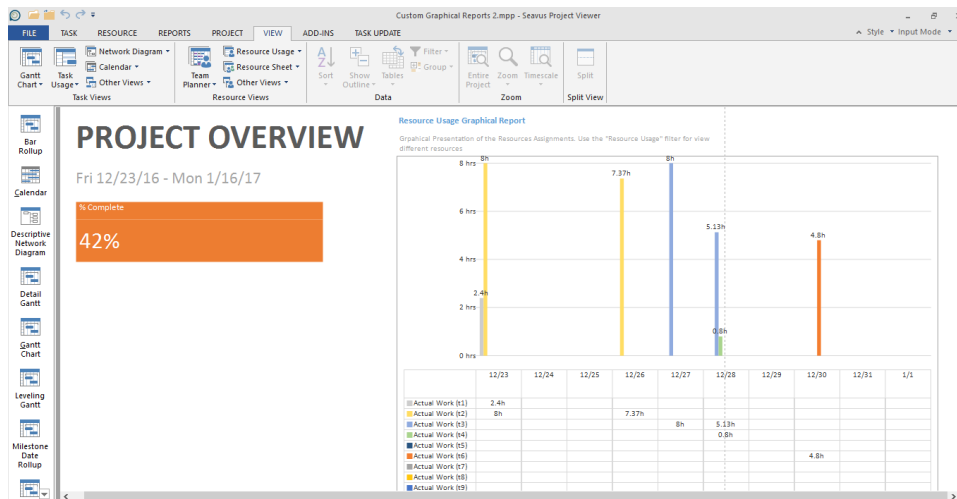 Custom Graphical Reports 2.mpp - Seavus Project Viewer
FILE TASK RESOURCE REPORTS PROJECT VIEW ADD-INS TASK UPDATE Style Input Mode
Gantt Chart
Task Usage
Network Diagram
Calendar
Other Views
Task Views
Team Planner
Resource Usage
Resource Sheet
Other Views
Resource Views
Sort
Show Outline
Tables
Filter
Group
Data
Entire Project
Zoom
Timescale
Zoom
Split
Split View
Bar
Rollup
Calendar
Descriptive
Network
Diagram
Detail
Gantt
Gantt
Chart
Leveling
Gantt
Milestone
Date
Rollup
PROJECT OVERVIEW
Fri 12/23/16 - Mon 1/16/17
% Complete
42%
Resource Usage Graphical Report
Grpahical Presentation of the Resources Assignments. Use the "Resource Usage" filter for view
different resources
8 hrs
6 hrs
4 hrs
2 hrs
0 hrs
2.4h
8h
7.37h
8h
5.13h
0.8h
4.8h
12/23 12/24 12/25 12/26 12/27 12/28 12/29 12/30 12/31 1/1
Actual Work (t1) 2.4h
Actual Work (t2) 8h 7.37h
Actual Work (t3) 8h 5.13h
Actual Work (t4) 0.8h
Actual Work (t5)
Actual Work (t6) 4.8h
Actual Work (t7)
Actual Work (t8)
Actual Work (t9)